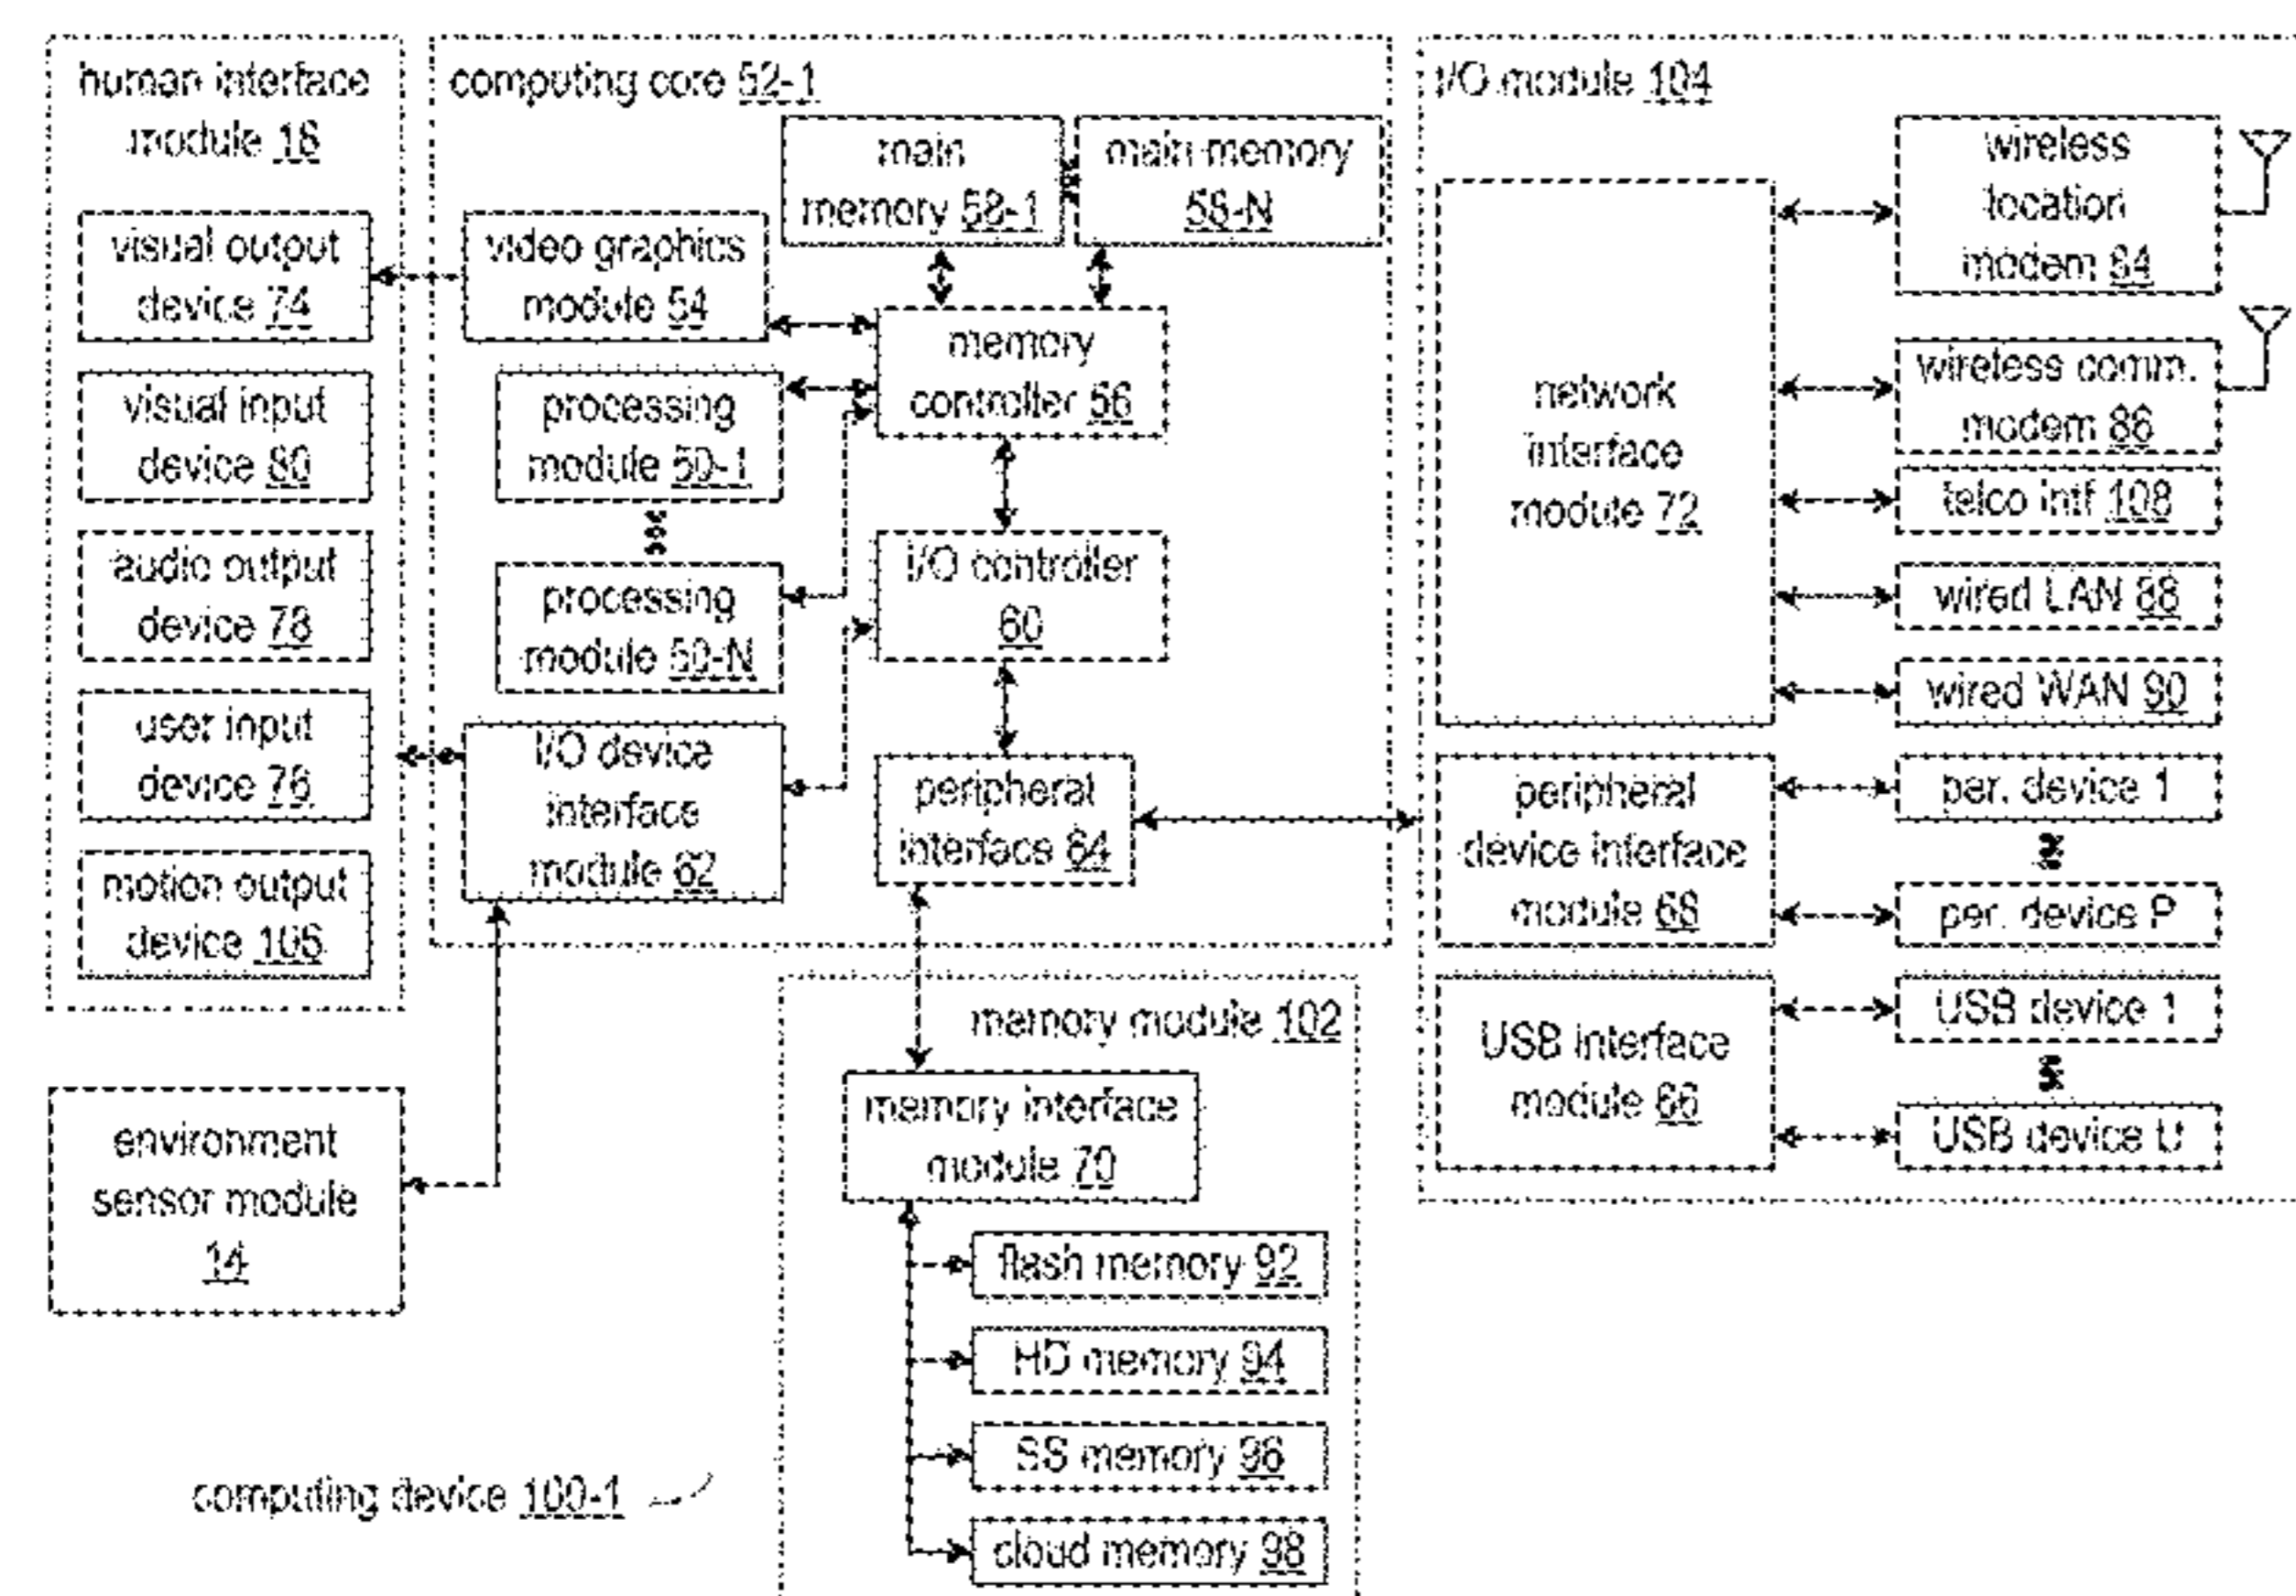 human interface
module 18
visual output
device 74
visual input
device 80
audio output
device 78
user input
device 76
motion output
device 106
environment
sensor module
14
computing core 52-1
main
memory 58-1
main memory
58-N
video graphics
module 54
memory
controller 56
processing
module 50-1
processing
module 50-N
I/O controller
60
I/O device
interface
module 62
peripheral
interface 64
memory module 102
memory interface
module 70
flash memory 92
HD memory 94
SS memory 96
cloud memory 98
computing device 100-1
I/O module 104
network
interface
module 72
wireless
location
modem 84
wireless comm.
modem 86
telco intf 108
wired LAN 88
wired WAN 90
peripheral
device interface
module 68
per. device 1
per. device P
USB interface
module 66
USB device 1
USB device U